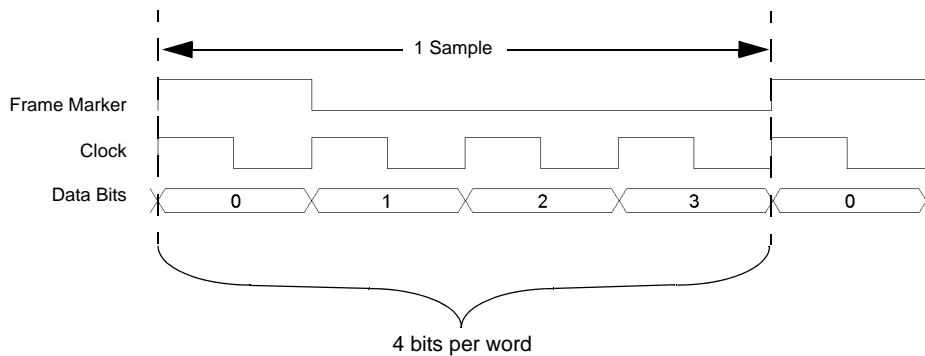 1 Sample
Frame Marker
Clock
Data Bits
0 1 2 3 0
4 bits per word